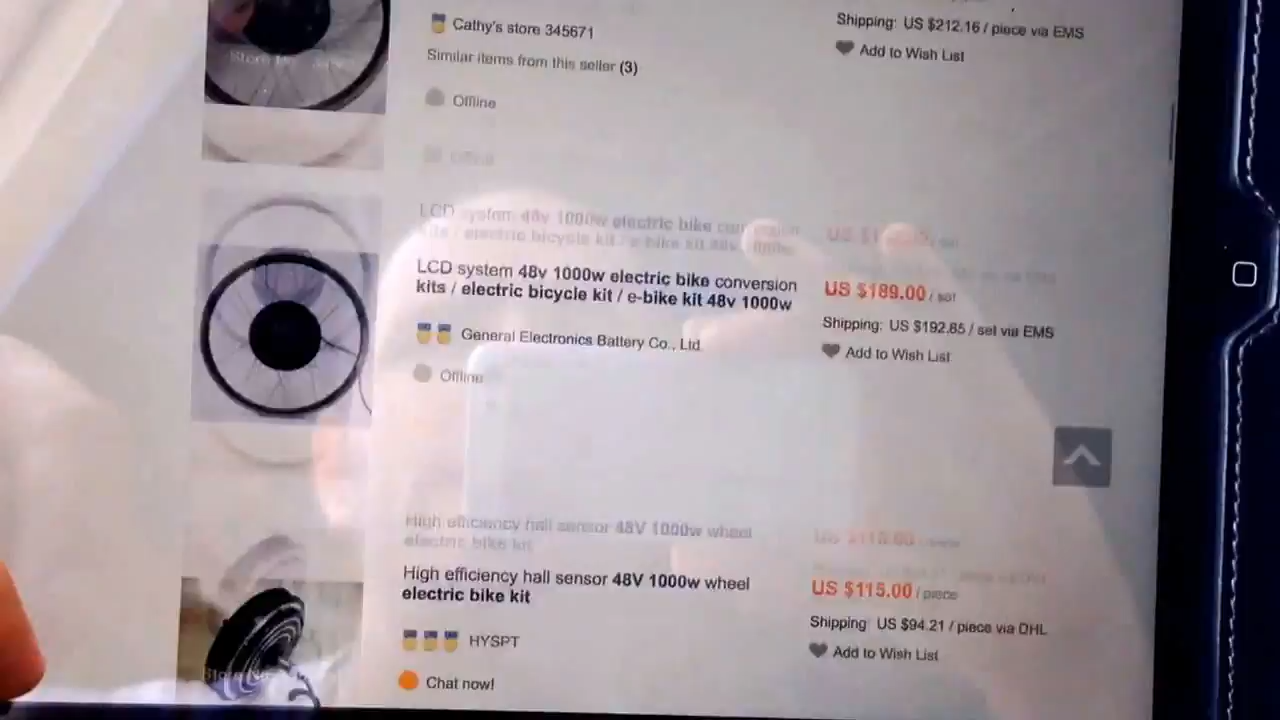 Cathy's store 345671
Shipping: US $212.16 / piece via EMS
Add to Wish List
Similar items from this seller (3)
Offline
LCD system 48v 1000w electric bike conversion
kits / electric bicycle kit / e-bike kit 48v 1000w
US $189.00 / set
Shipping: US $192.85 / set via EMS
General Electronics Battery Co., Ltd.
Add to Wish List
Offline
High efficiency hall sensor 48V 1000w wheel
electric bike kit
US $115.00 / piece
Shipping: US $94.21 / piece via DHL
HYSPT
Add to Wish List
Chat now!